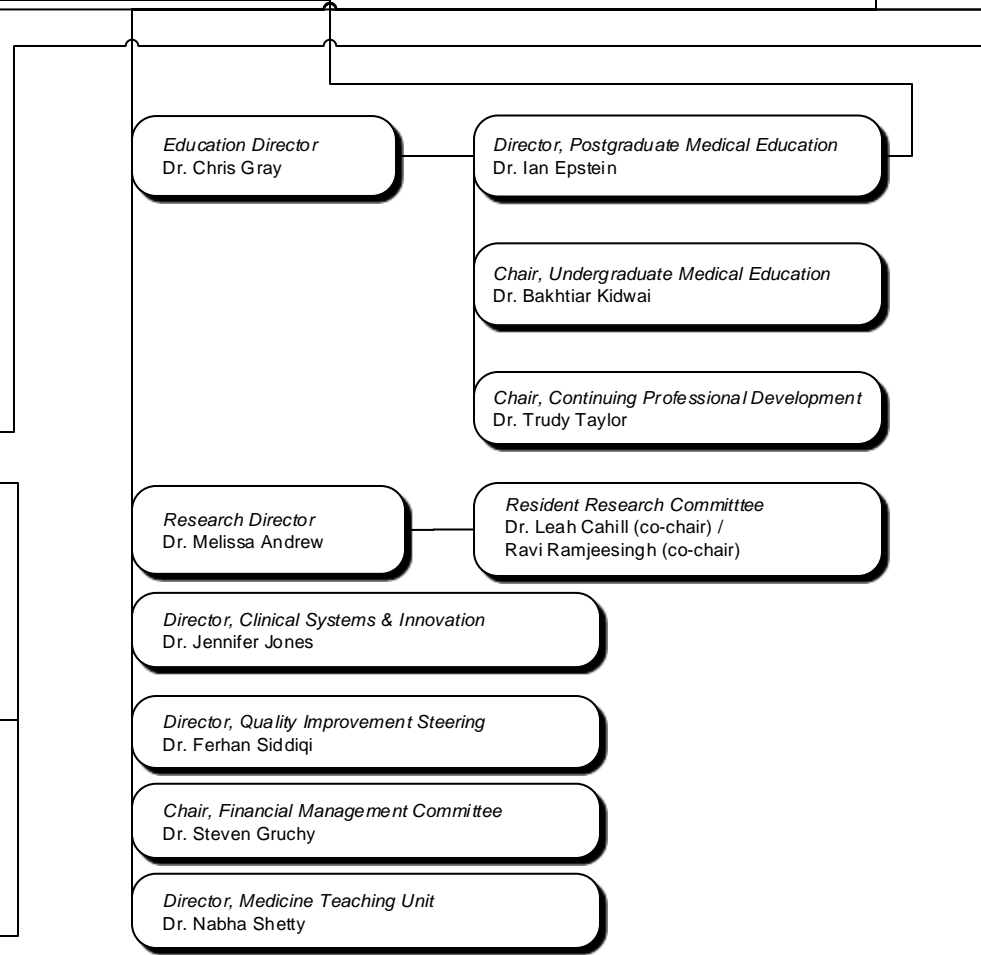 Education Director
Dr. Chris Gray
Director, Postgraduate Medical Education
Dr. Ian Epstein
Chair, Undergraduate Medical Education
Dr. Bakhtiar Kidwai
Chair, Continuing Professional Development
Dr. Trudy Taylor
Research Director
Dr. Melissa Andrew
Resident Research Committtee
Dr. Leah Cahill (co-chair) /
Ravi Ramjeesingh (co-chair)
Director, Clinical Systems & Innovation
Dr. Jennifer Jones
Director, Quality Improvement Steering
Dr. Ferhan Siddiqi
Chair, Financial Management Committee
Dr. Steven Gruchy
Director, Medicine Teaching Unit
Dr. Nabha Shetty